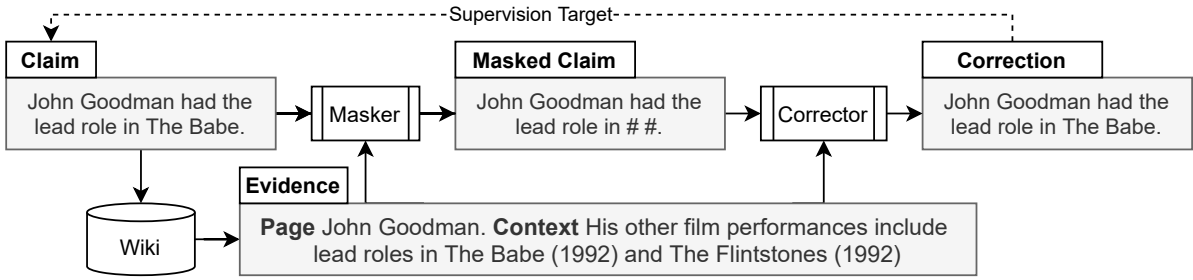 Supervision Target
Claim
Masked Claim
Correction
John Goodman had the
lead role in The Babe.
Masker
John Goodman had the
lead role in # #.
Corrector
John Goodman had the
lead role in The Babe.
Evidence
Wiki
Page John Goodman. Context His other film performances include
lead roles in The Babe (1992) and The Flintstones (1992)